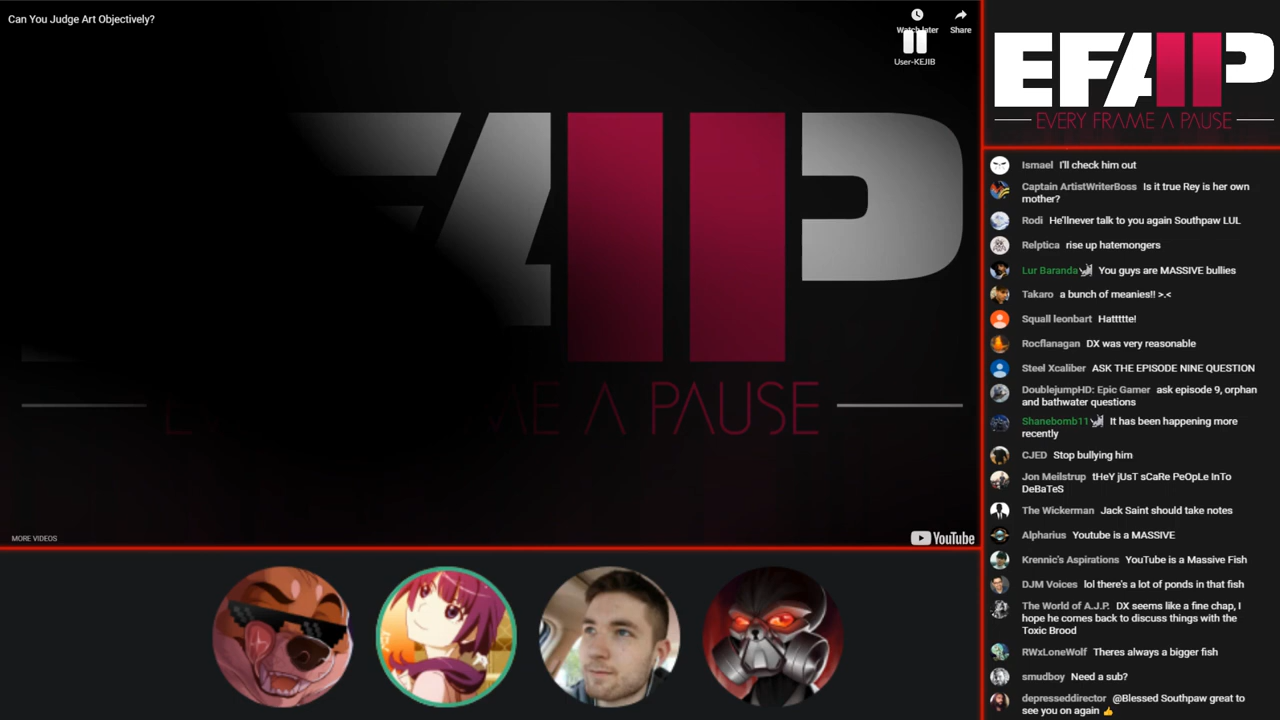 Can You Judge Art Objectively?
Watch later
Share
User-KEJIB
EFAP
EVERY FRAME A PAUSE
FAP
E ME A PAUSE
MORE VIDEOS
YouTube
Ismael I'll check him out
Captain ArtistWriterBoss Is it true Rey is her own
mother?
Rodi He'llnever talk to you again Southpaw LUL
Relptica rise up hatemongers
Lur Baranda You guys are MASSIVE bullies
Takaro a bunch of meanies!! >.<
Squall leonbart Hattttte!
Rocflanagan DX was very reasonable
Steel Xcaliber ASK THE EPISODE NINE QUESTION
DoublejumpHD: Epic Gamer ask episode 9, orphan
and bathwater questions
Shanebomb11 It has been happening more
recently
CJED Stop bullying him
Jon Meilstrup tHeY jUsT sCaRe PeOpLe InTo
DeBaTeS
The Wickerman Jack Saint should take notes
Alpharius Youtube is a MASSIVE
Krennic's Aspirations YouTube is a Massive Fish
DJM Voices lol there's a lot of ponds in that fish
The World of A.J.P. DX seems like a fine chap, I
hope he comes back to discuss things with the
Toxic Brood
RWxLoneWolf Theres always a bigger fish
smudboy Need a sub?
depresseddirector @Blessed Southpaw great to
see you on again 👍